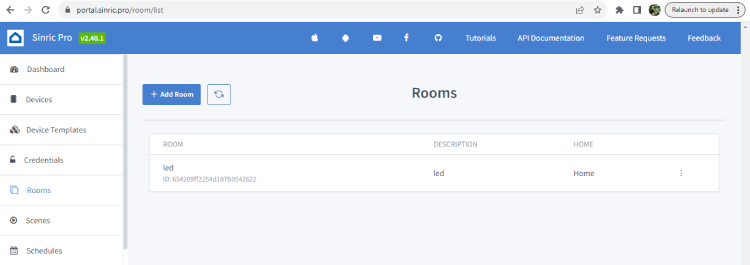 portal.sinric.pro/room/list
Relaunch to update
Sinric Pro v2.40.1
Tutorials API Documentation Feature Requests Feedback
Dashboard
Devices
Device Templates
Credentials
Rooms
Scenes
Schedules
Rooms
+ Add Room
ROOM DESCRIPTION HOME
led led Home
ID: 654209ff2254d187b9542622